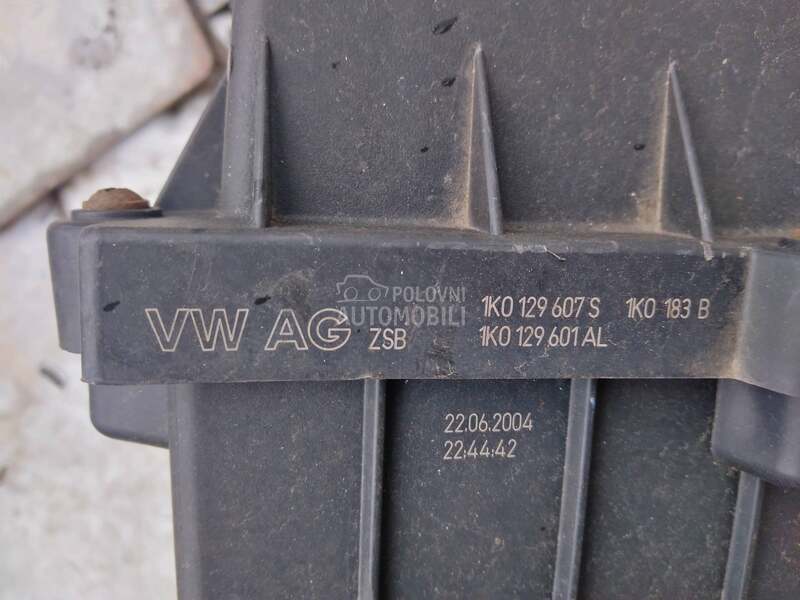 VW AG ZSB 1K0 129 607 S 1K0 183 B
1K0 129 601 AL
POLOVNI
AUTOMOBILI
22.06.2004
22:44:42